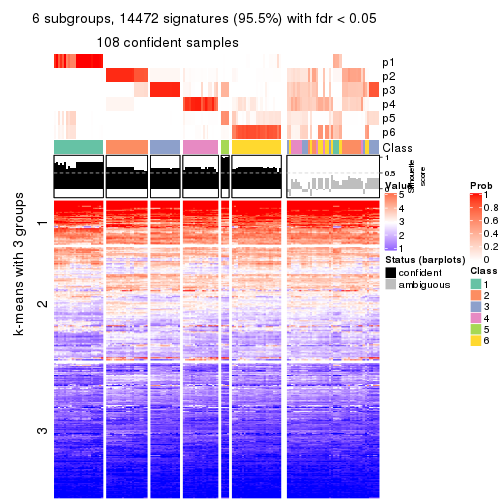 6 subgroups, 14472 signatures (95.5%) with fdr < 0.05
108 confident samples
p1
p2
p3
p4
p5
p6
Class
1
0.5
0
Silhouette
score
k-means with 3 groups
1
2
3
Value
5
4
3
2
1
Status (barplots)
confident
ambiguous
Prob
1
0.8
0.6
0.4
0.2
0
Class
1
2
3
4
5
6